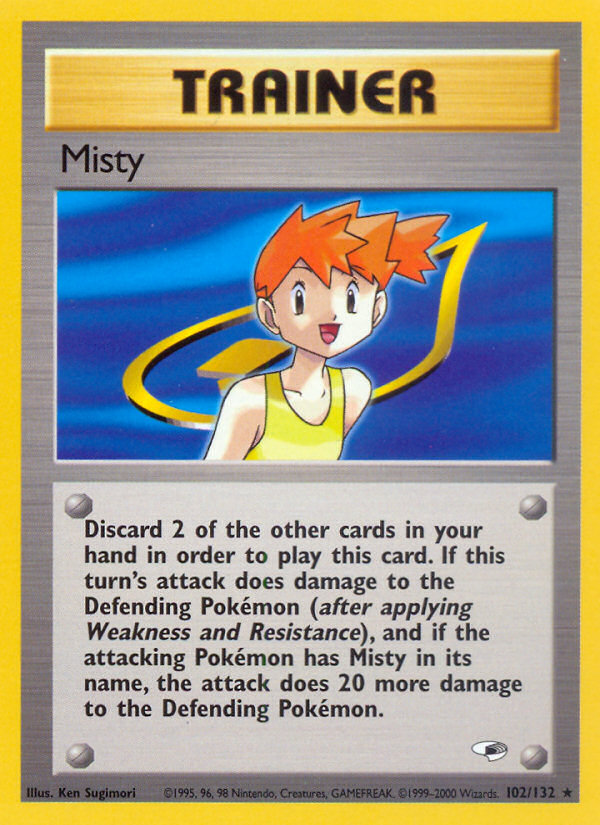 TRAINER
Misty
Discard 2 of the other cards in your
hand in order to play this card. If this
turn's attack does damage to the
Defending Pokémon (after applying
Weakness and Resistance), and if the
attacking Pokémon has Misty in its
name, the attack does 20 more damage
to the Defending Pokémon.
Illus. Ken Sugimori ©1995, 96, 98 Nintendo, Creatures, GAMEFREAK. ©1999-2000 Wizards. 102/132 ★